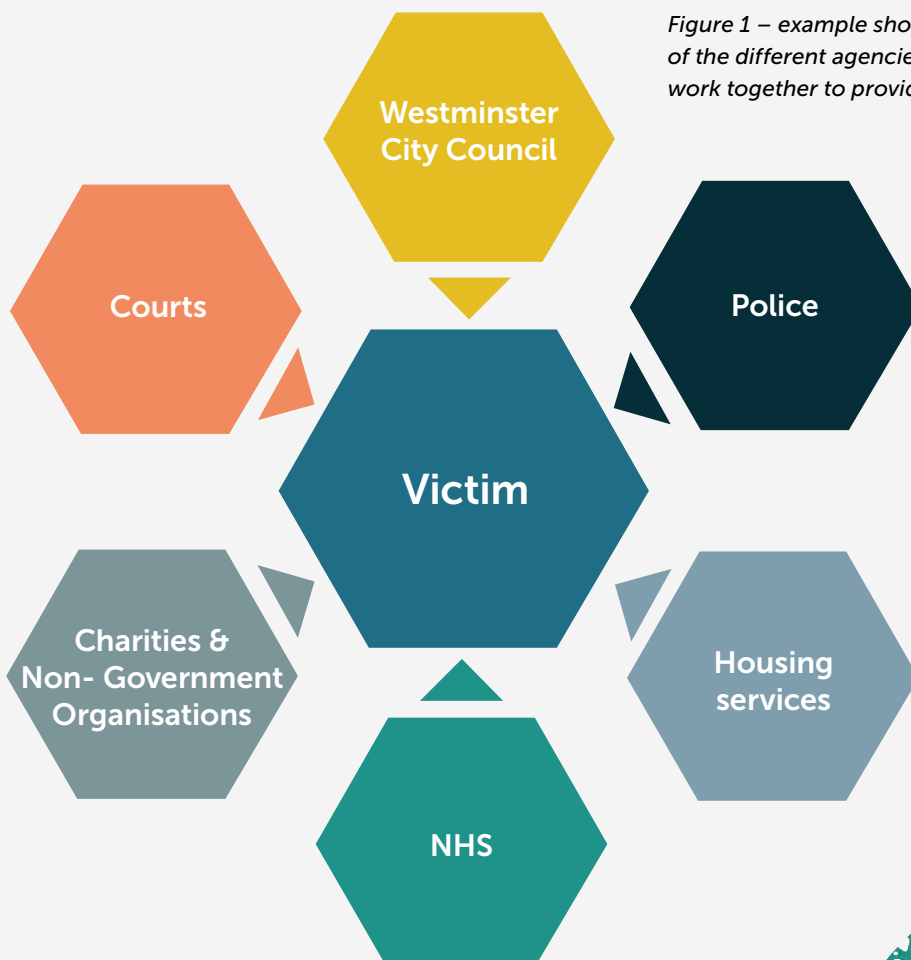 Figure 1 – example sho
of the different agencie
work together to provic
Westminster
City Council
Courts
Police
Victim
Charities &
Non- Government
Organisations
Housing
services
NHS